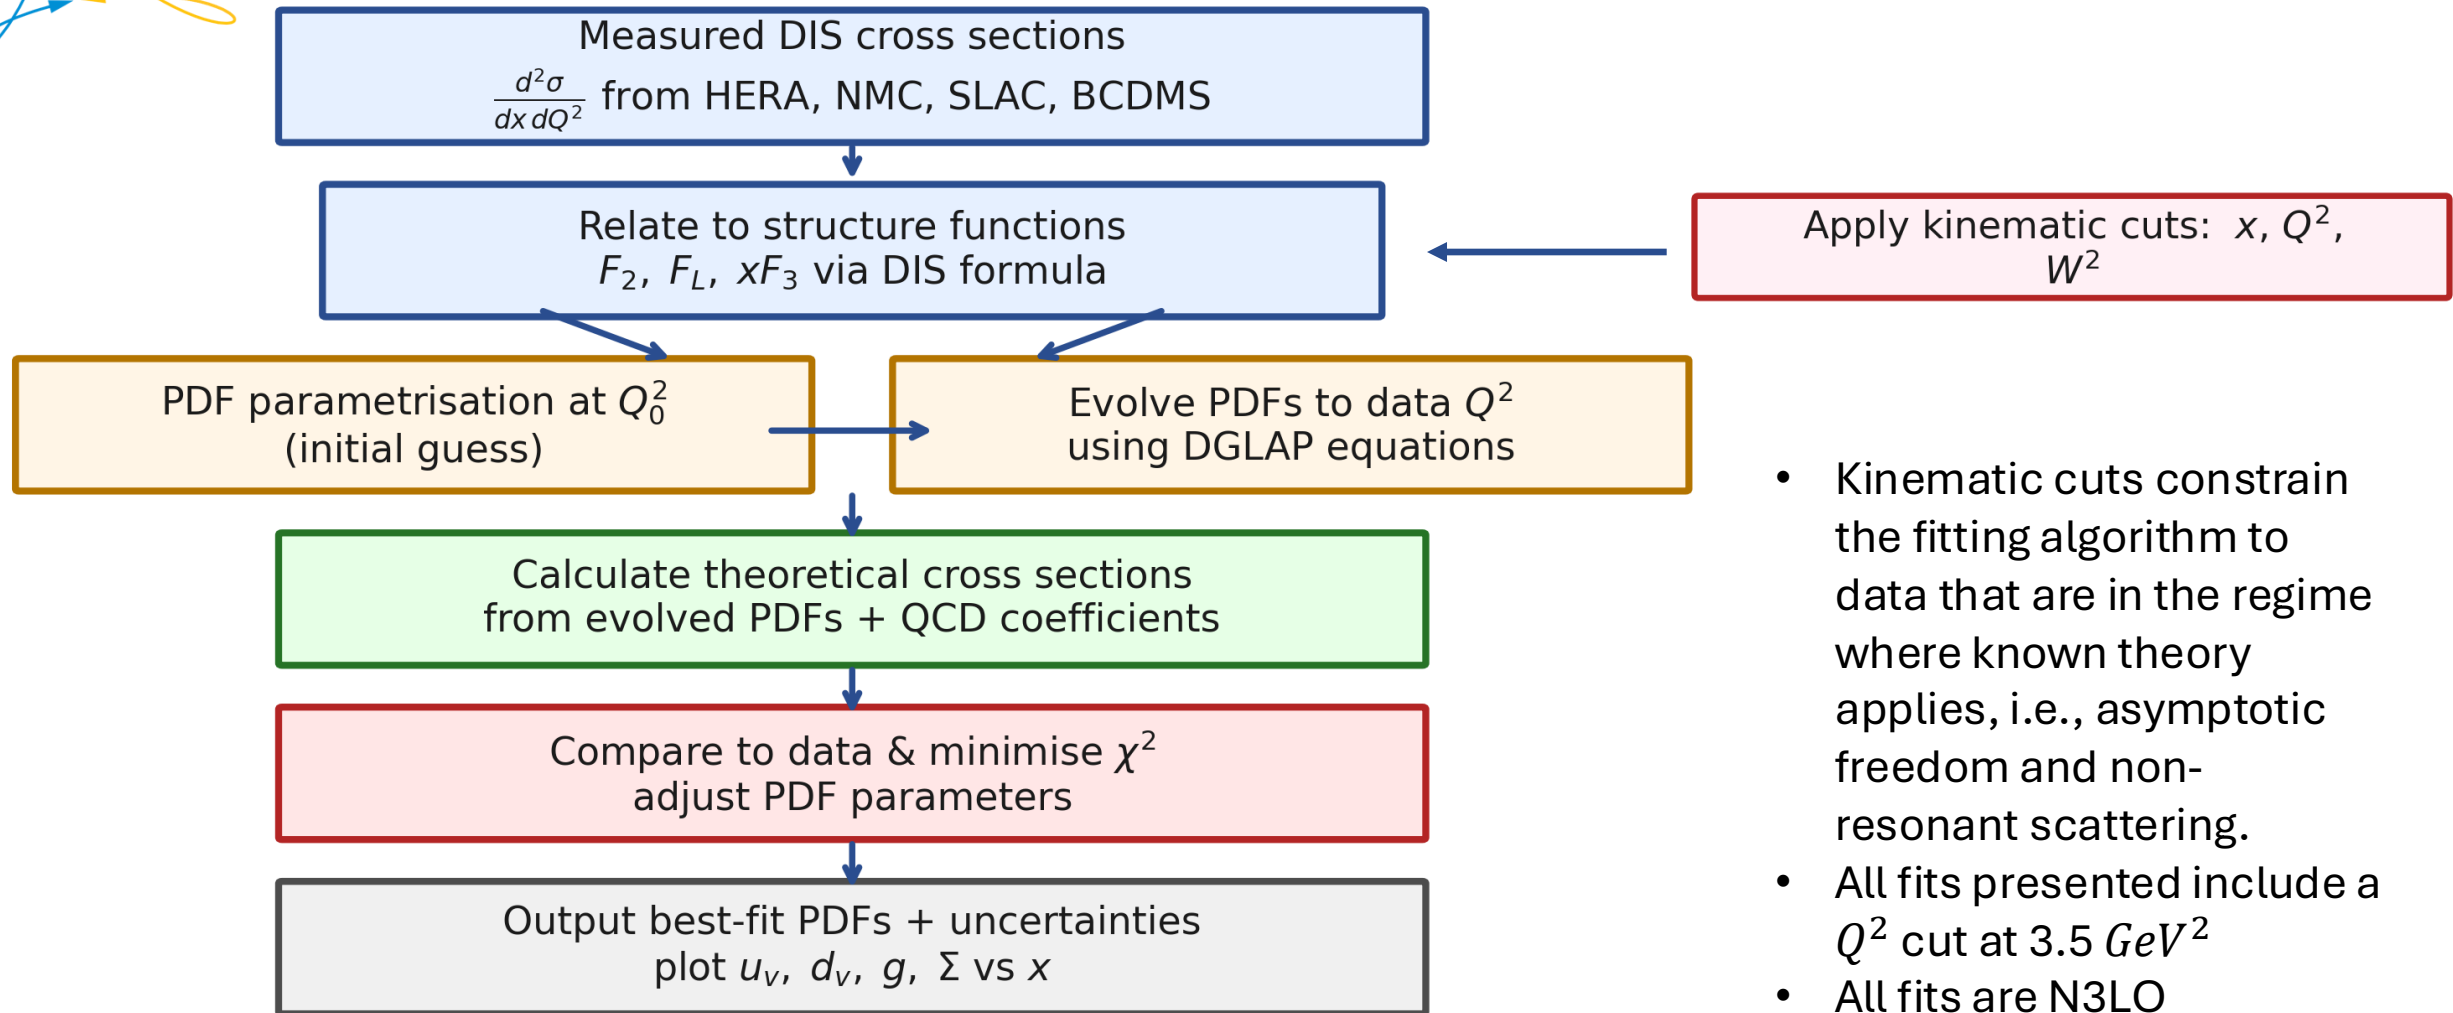 Measured DIS cross sections
d²σ/dx dQ² from HERA, NMC, SLAC, BCDMS
Relate to structure functions
F₂, F_L, xF₃ via DIS formula
Apply kinematic cuts: x, Q²,
W²
PDF parametrisation at Q₀²
(initial guess)
Evolve PDFs to data Q²
using DGLAP equations
Calculate theoretical cross sections
from evolved PDFs + QCD coefficients
Compare to data & minimise χ²
adjust PDF parameters
Output best-fit PDFs + uncertainties
plot u_v, d_v, g, Σ vs x
• Kinematic cuts constrain
the fitting algorithm to
data that are in the regime
where known theory
applies, i.e., asymptotic
freedom and non-
resonant scattering.
• All fits presented include a
Q² cut at 3.5 GeV²
• All fits are N3LO